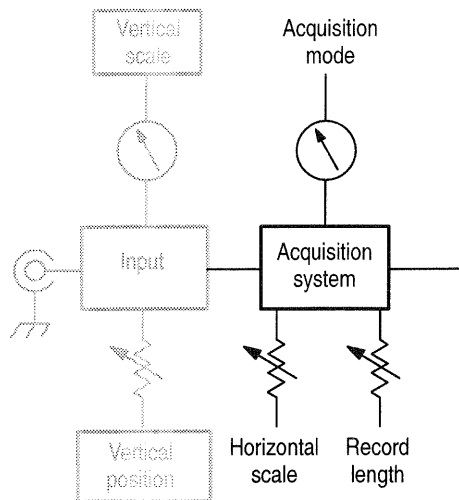 Vertical
scale
Acquisition
mode
Input
Acquisition
system
Vertical
position
Horizontal
scale
Record
length